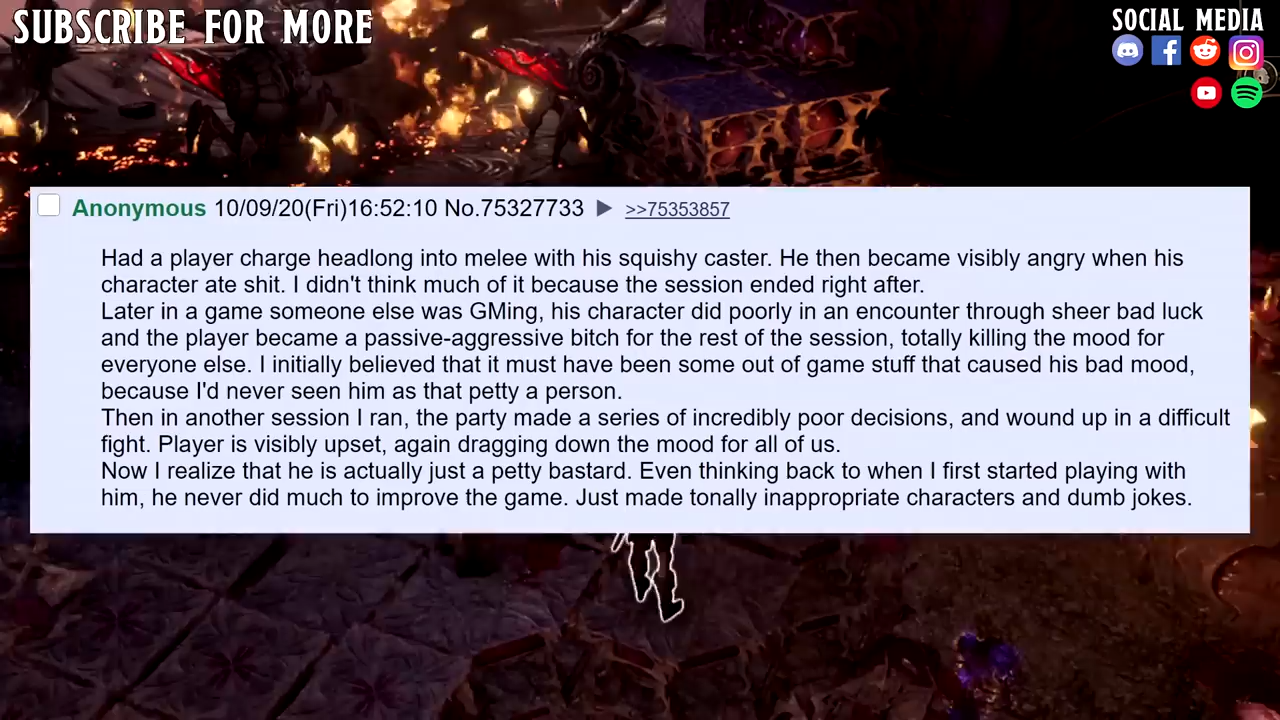 SUBSCRIBE FOR MORE
SOCIAL MEDIA
Anonymous 10/09/20(Fri)16:52:10 No.75327733 ▶ >>75353857
Had a player charge headlong into melee with his squishy caster. He then became visibly angry when his
character ate shit. I didn't think much of it because the session ended right after.
Later in a game someone else was GMing, his character did poorly in an encounter through sheer bad luck
and the player became a passive-aggressive bitch for the rest of the session, totally killing the mood for
everyone else. I initially believed that it must have been some out of game stuff that caused his bad mood,
because I'd never seen him as that petty a person.
Then in another session I ran, the party made a series of incredibly poor decisions, and wound up in a difficult
fight. Player is visibly upset, again dragging down the mood for all of us.
Now I realize that he is actually just a petty bastard. Even thinking back to when I first started playing with
him, he never did much to improve the game. Just made tonally inappropriate characters and dumb jokes.